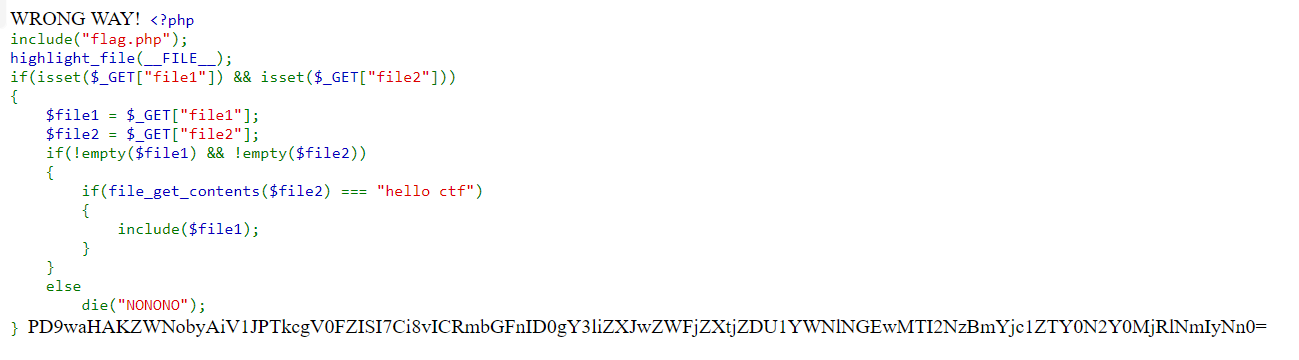 WRONG WAY! <?php
include("flag.php");
highlight_file(__FILE__);
if(isset($_GET["file1"]) && isset($_GET["file2"]))
{
    $file1 = $_GET["file1"];
    $file2 = $_GET["file2"];
    if(!empty($file1) && !empty($file2))
    {
        if(file_get_contents($file2) === "hello ctf")
        {
            include($file1);
        }
    }
    else
        die("NONONO");
} PD9waHAKZWNobyAiV1JPTkcgV0FZISI7Ci8vICRmbGFnID0gY3liZXJwZWFjZXtjZDU1YWNlNGEwMTI2NzBmYjc1ZTY0N2Y0MjRlNmIyNn0=